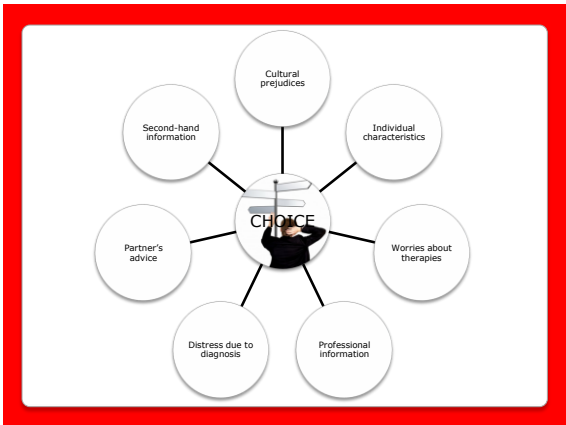 Cultural
prejudices
Second-hand
information
Individual
characteristics
CHOICE
Partner's
advice
Worries about
therapies
Distress due to
diagnosis
Professional
information